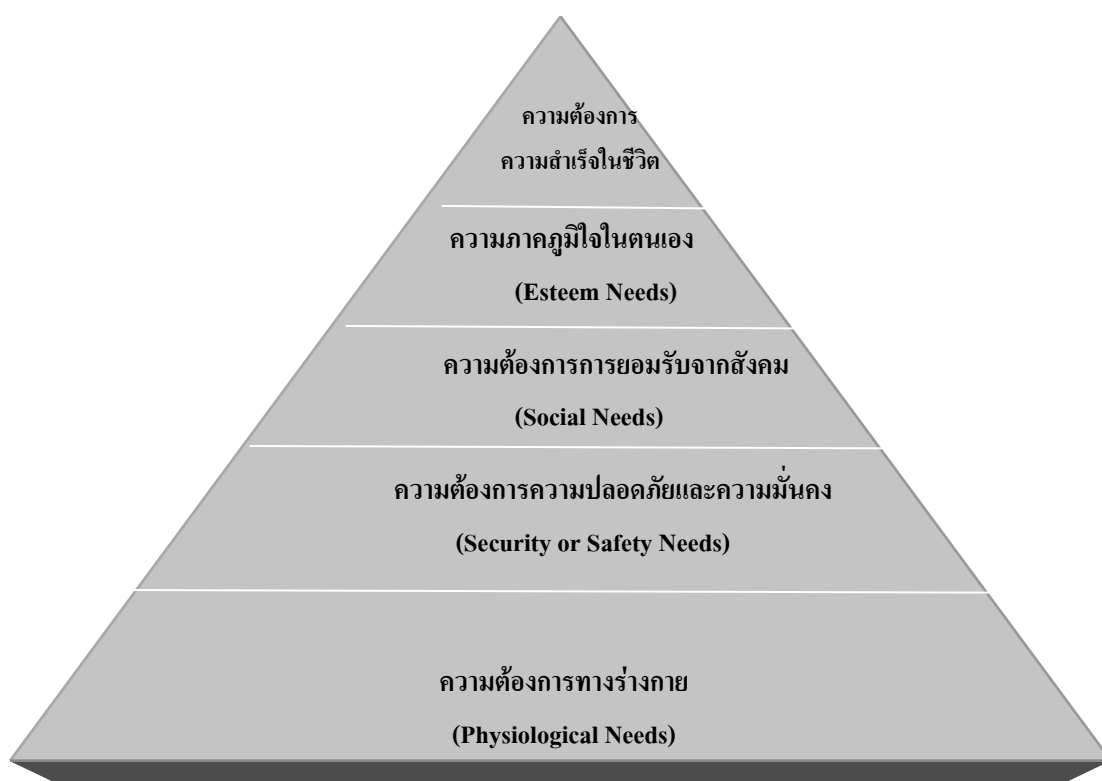 ความต้องการ
ความสำเร็จในชีวิต
ความภาคภูมิใจในตนเอง
(Esteem Needs)
ความต้องการการยอมรับจากสังคม
(Social Needs)
ความต้องการความปลอดภัยและความมั่นคง
(Security or Safety Needs)
ความต้องการทางร่างกาย
(Physiological Needs)